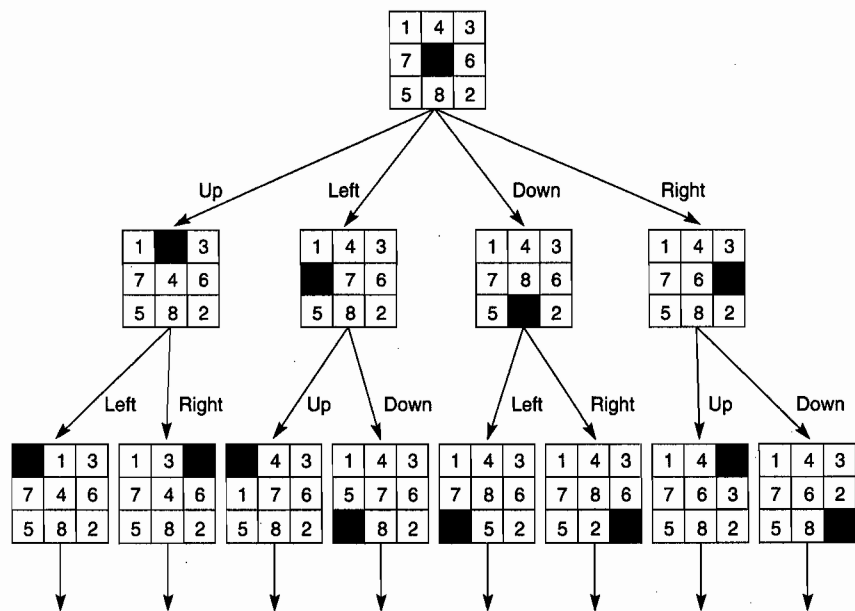 1 4 3
7 6
5 8 2
Up Left Down Right
1 3 1 4 3 1 4 3 1 4 3
7 4 6 7 6 7 8 6 7 6
5 8 2 5 8 2 5 2 5 8 2
Left Right Up Down Left Right Up Down
1 3 1 3 4 3 1 4 3 1 4 3 1 4 3 1 4 1 4 3
7 4 6 7 4 6 1 7 6 5 7 6 7 8 6 7 8 6 7 6 3 7 6 2
5 8 2 5 8 2 5 8 2 8 2 5 2 5 2 5 8 2 5 8